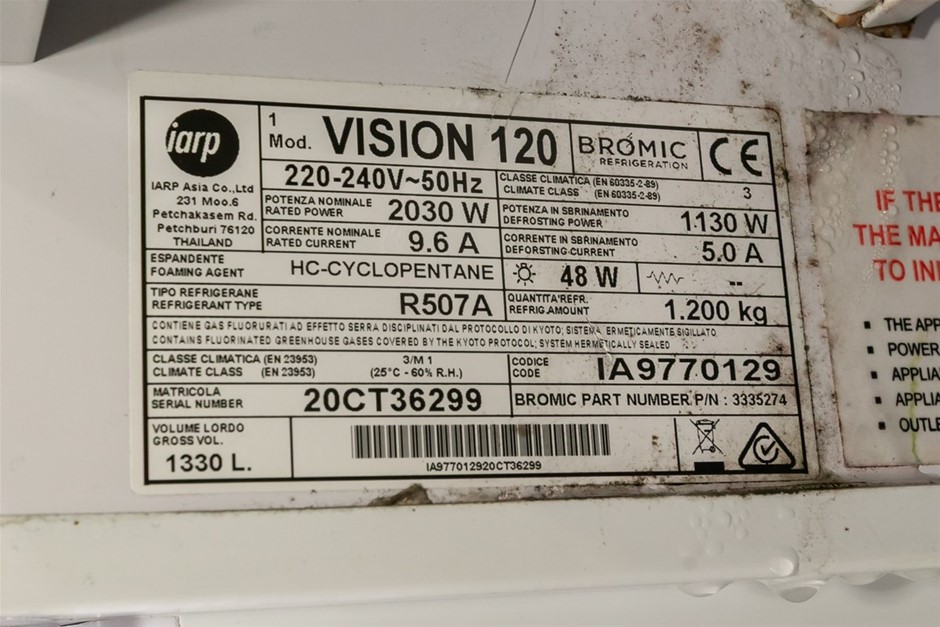 iarp
IARP Asia Co.,Ltd
231 Moo.6
Petchakasem Rd.
Petchburi 76120
THAILAND
1
Mod. VISION 120
BROMIC
REFRIGERATION
CE
220-240V~50Hz
CLASSE CLIMATICA (EN 60335-2-89)
CLIMATE CLASS (EN 60335-2-89)
3
POTENZA NOMINALE
RATED POWER
2030 W
POTENZA IN SBRINAMENTO
DEFROSTING POWER
1130 W
CORRENTE NOMINALE
RATED CURRENT
9.6 A
CORRENTE IN SBRINAMENTO
DEFORSTING CURRENT
5.0 A
ESPANDENTE
FOAMING AGENT
HC-CYCLOPENTANE
48 W
--
TIPO REFRIGERANE
REFRIGERANT TYPE
R507A
QUANTITA'REFR.
REFRIG.AMOUNT
1.200 kg
CONTIENE GAS FLUORURATI AD EFFETTO SERRA DISCIPLINATI DAL PROTOCOLLO DI KYOTO; SISTEMA ERMETICAMENTE SIGILLATO
CONTAINS FLUORINATED GREENHOUSE GASES COVERED BY THE KYOTO PROTOCOL; SYSTEM HERMETICALLY SEALED
CLASSE CLIMATICA (EN 23953)
CLIMATE CLASS (EN 23953)
3/M 1
(25°C - 60% R.H.)
CODICE
CODE
IA9770129
MATRICOLA
SERIAL NUMBER
20CT36299
BROMIC PART NUMBER P/N : 3335274
VOLUME LORDO
GROSS VOL.
1330 L.
IA977012920CT36299
IF THE
THE MA
TO IN
▪ THE APP
▪ POWER
▪ APPLIA
▪ APPLIA
▪ OUTLE